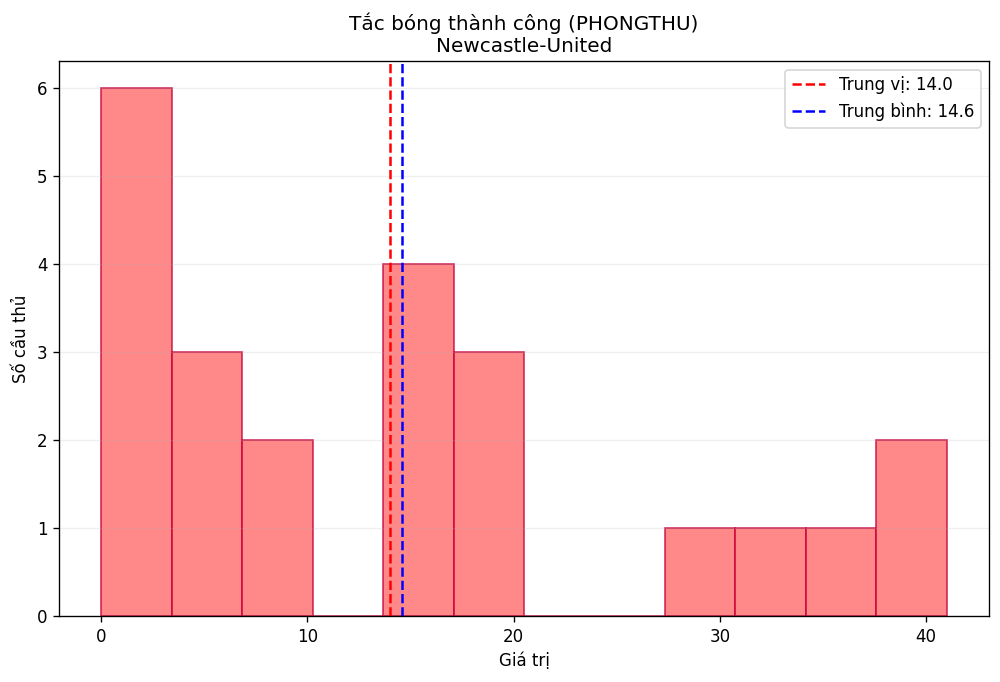 Tắc bóng thành công (PHONGTHU)
Newcastle-United
Trung vị: 14.0
Trung bình: 14.6
Số cầu thủ
6
5
4
3
2
1
0
0 10 20 30 40
Giá trị